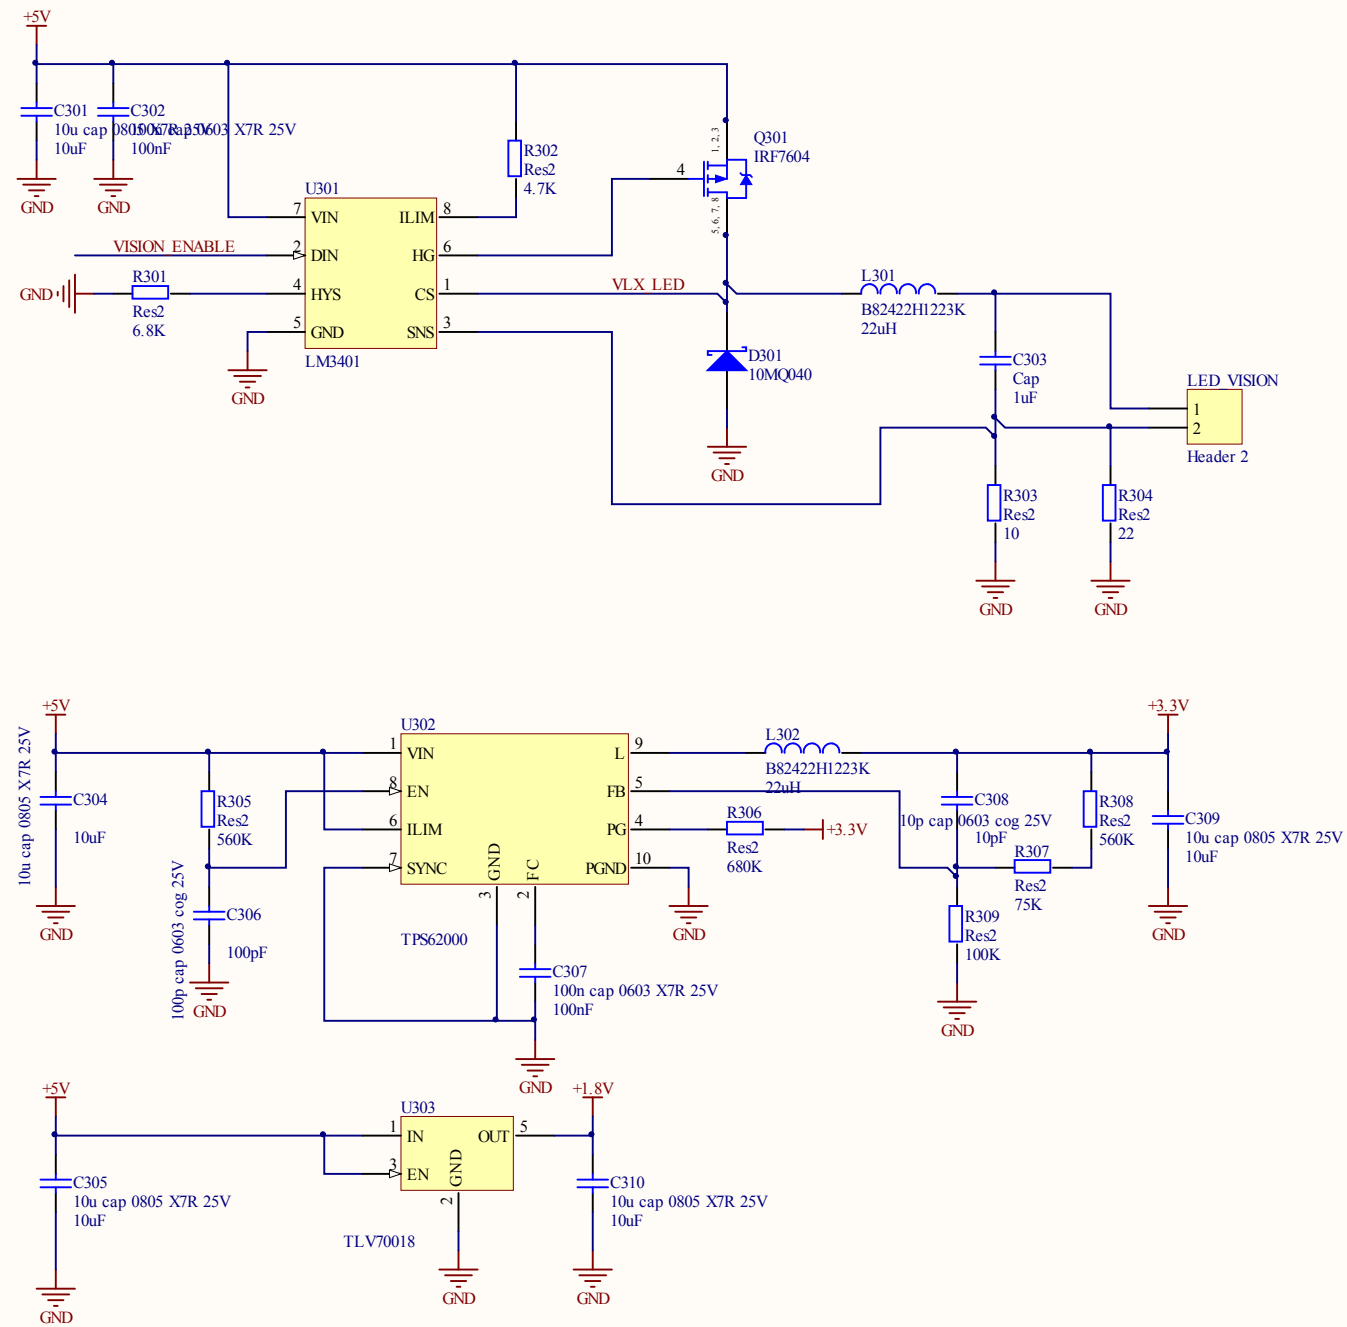 +5V
C301
10u cap 0805 X7R 25V
10uF
GND
C302
100n cap 0603 X7R 25V
100nF
GND
R302
Res2
4.7K
1, 2, 3
Q301
IRF7604
4
5, 6, 7, 8
U301
7
VIN
ILIM
8
VISION_ENABLE
2
DIN
HG
6
GND
R301
Res2
6.8K
4
HYS
CS
1
VLX_LED
5
GND
SNS
3
LM3401
GND
L301
B82422H1223K
22uH
D301
10MQ040
GND
C303
Cap
1uF
LED_VISION
1
2
Header 2
R303
Res2
10
GND
R304
Res2
22
GND
+5V
10u cap 0805 X7R 25V
C304
10uF
GND
R305
Res2
560K
100p cap 0603 cog 25V
C306
100pF
GND
U302
1
VIN
L
9
8
EN
FB
5
6
ILIM
PG
4
7
SYNC
GND
FC
PGND
10
3
2
TPS62000
C307
100n cap 0603 X7R 25V
100nF
GND
L302
B82422H1223K
22uH
R306
Res2
680K
+3.3V
GND
C308
10p cap 0603 cog 25V
10pF
R308
Res2
560K
R307
Res2
75K
R309
Res2
100K
GND
+3.3V
C309
10u cap 0805 X7R 25V
10uF
GND
+5V
C305
10u cap 0805 X7R 25V
10uF
GND
U303
1
IN
OUT
5
3
EN
GND
2
TLV70018
GND
+1.8V
C310
10u cap 0805 X7R 25V
10uF
GND